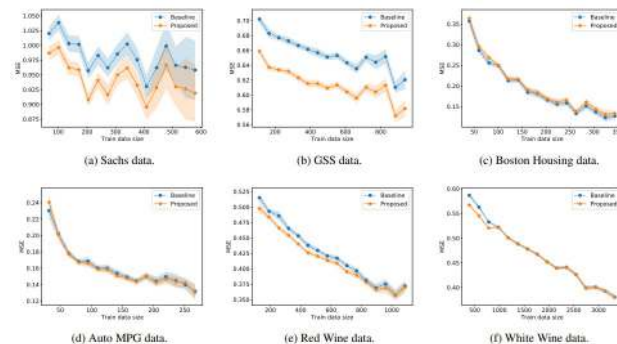 Baseline
Proposed
MSE
1.025
1.000
0.975
0.950
0.925
0.900
0.875
100 200 300 400 500 600
Train data size
(a) Sachs data.
Baseline
Proposed
MSE
0.70
0.68
0.66
0.64
0.62
0.60
0.58
0.56
200 400 600 800
Train data size
(b) GSS data.
Baseline
Proposed
MSE
0.35
0.30
0.25
0.20
0.15
50 100 150 200 250 300 350
Train data size
(c) Boston Housing data.
Baseline
Proposed
MSE
0.24
0.22
0.20
0.18
0.16
0.14
0.12
50 100 150 200 250
Train data size
(d) Auto MPG data.
Baseline
Proposed
MSE
0.525
0.500
0.475
0.450
0.425
0.400
0.375
0.350
200 400 600 800 1000
Train data size
(e) Red Wine data.
Baseline
Proposed
MSE
0.60
0.55
0.50
0.45
0.40
500 1000 1500 2000 2500 3000
Train data size
(f) White Wine data.